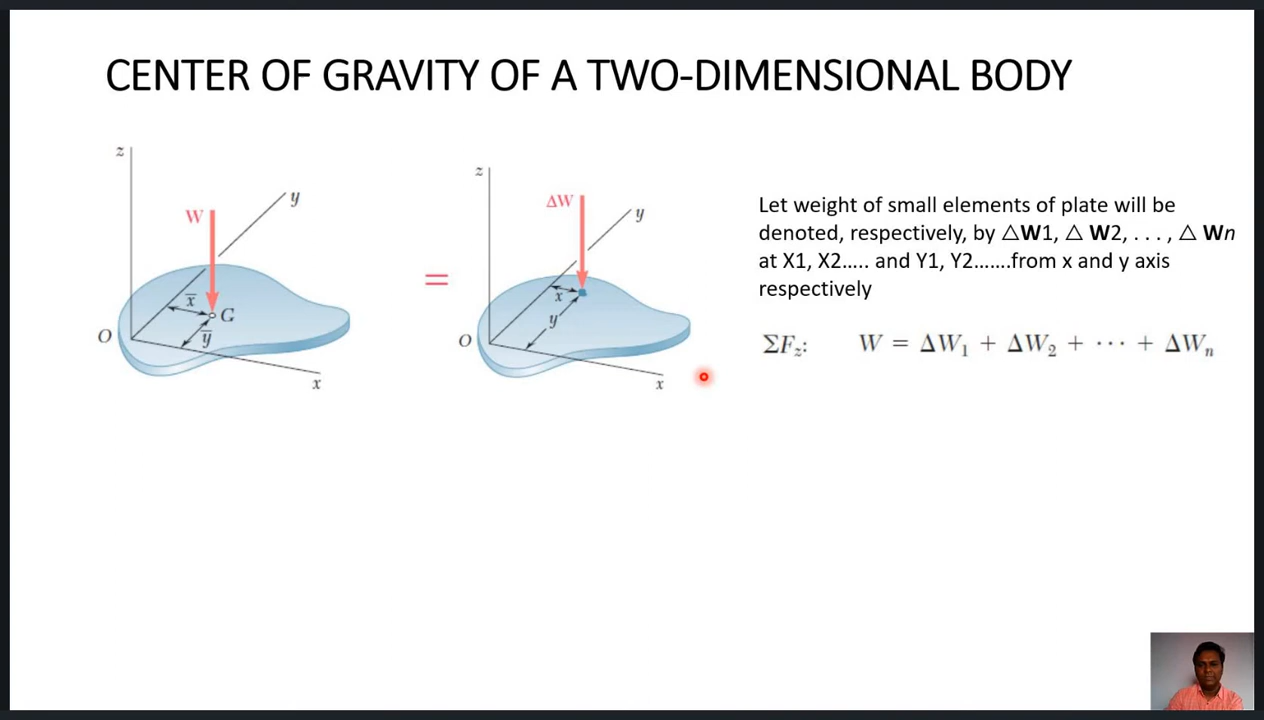 CENTER OF GRAVITY OF A TWO-DIMENSIONAL BODY
z
W
y
x̅
G
y̅
O
x
=
z
ΔW
y
x
y
O
x
Let weight of small elements of plate will be
denoted, respectively, by △W1, △ W2, . . . , △ Wn
at X1, X2..... and Y1, Y2.......from x and y axis
respectively
ΣF_z: W = ΔW₁ + ΔW₂ + ··· + ΔWₙ